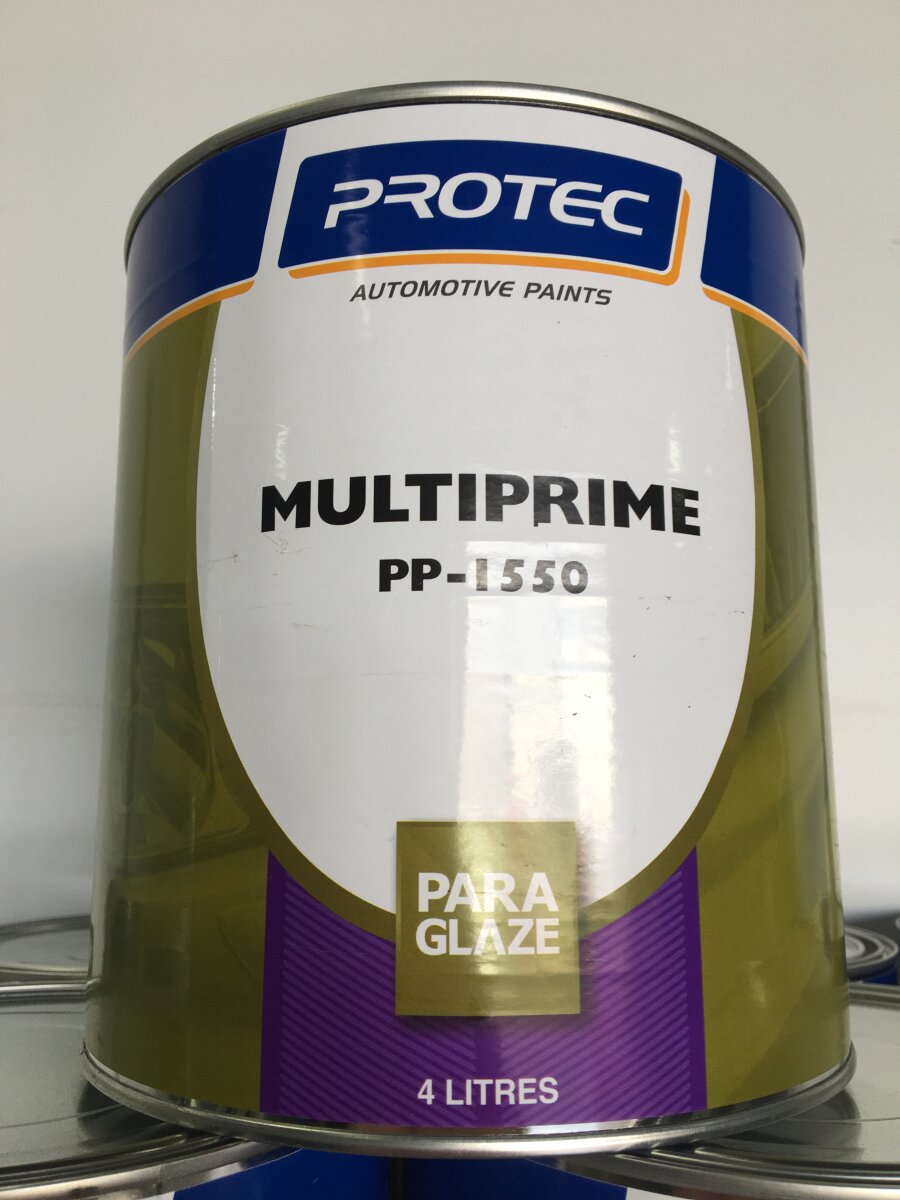 PROTEC
AUTOMOTIVE PAINTS
MULTIPRIME
PP-1550
PARA
GLAZE
4 LITRES